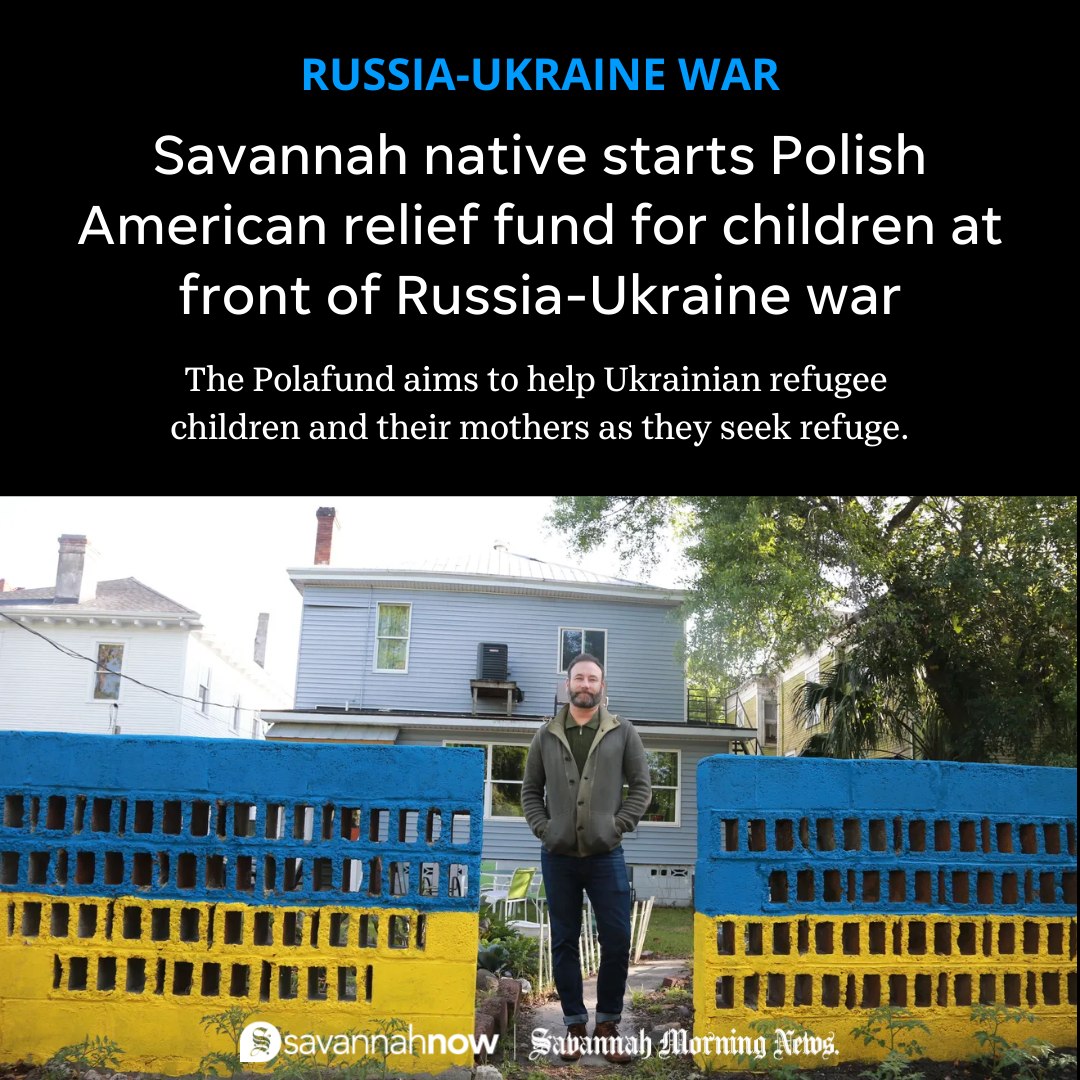 RUSSIA-UKRAINE WAR
Savannah native starts Polish
American relief fund for children at
front of Russia-Ukraine war
The Polafund aims to help Ukrainian refugee
children and their mothers as they seek refuge.
savannahnow | Savannah Morning News.